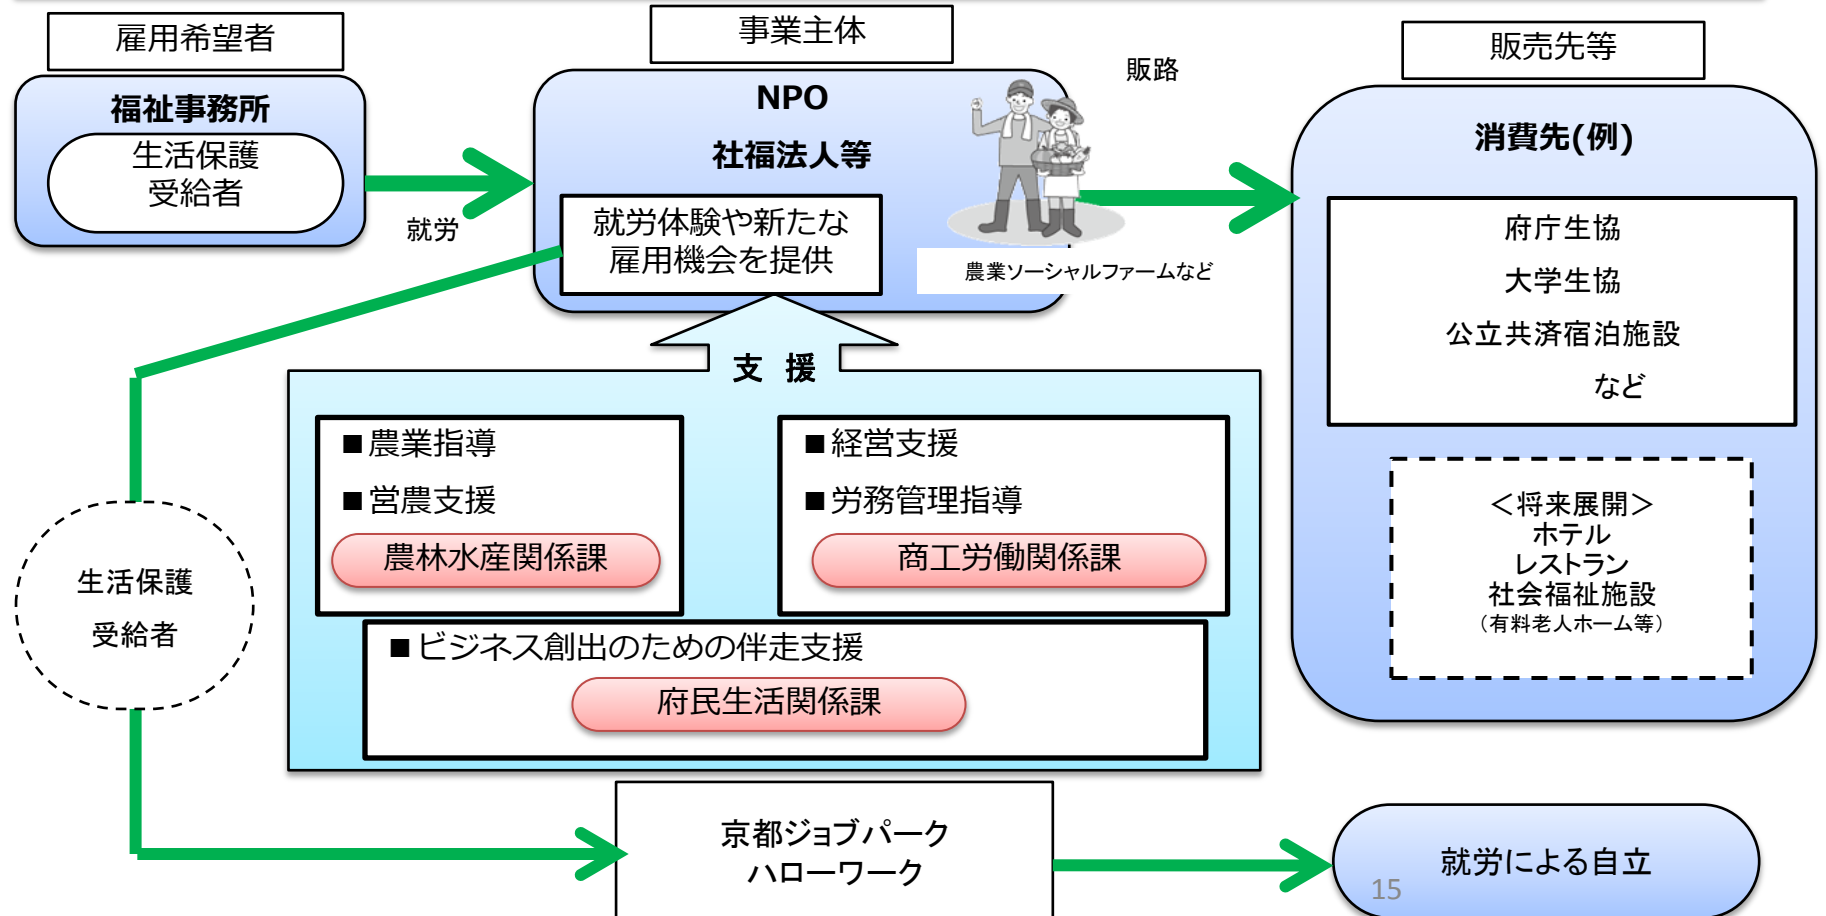 雇用希望者
福祉事務所
生活保護
受給者
就労
事業主体
NPO
社福法人等
就労体験や新たな
雇用機会を提供
農業ソーシャルファームなど
販路
販売先等
消費先(例)
府庁生協
大学生協
公立共済宿泊施設
など
＜将来展開＞
ホテル
レストラン
社会福祉施設
（有料老人ホーム等）
支 援
■農業指導
■営農支援
農林水産関係課
■経営支援
■労務管理指導
商工労働関係課
■ビジネス創出のための伴走支援
府民生活関係課
生活保護
受給者
京都ジョブパーク
ハローワーク
就労による自立
15